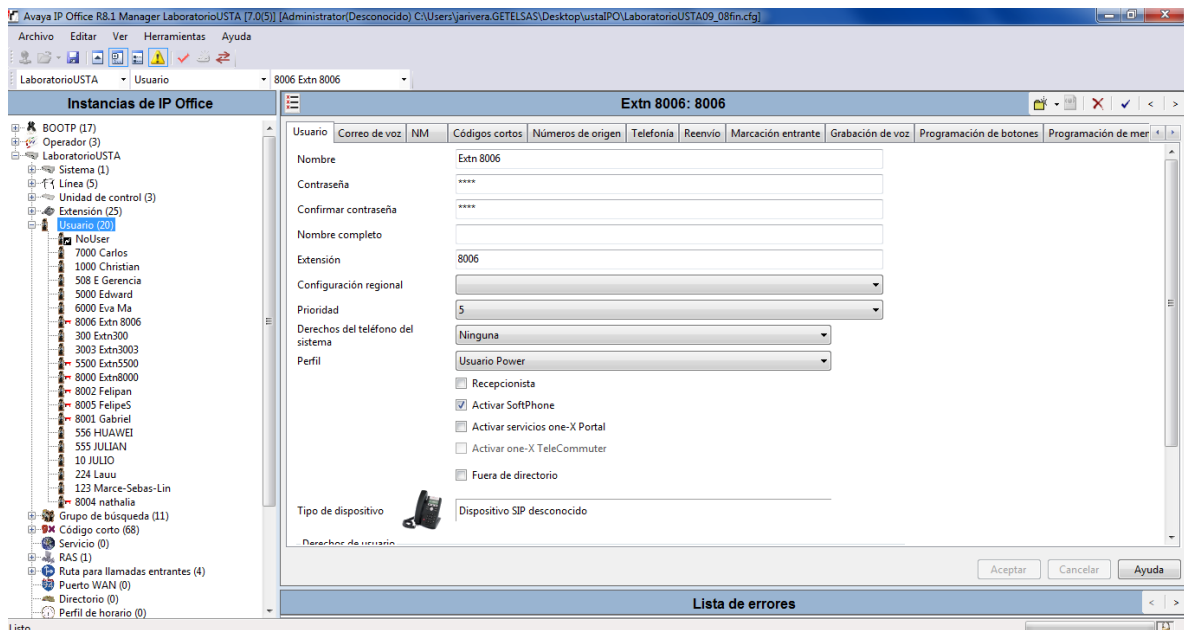 Avaya IP Office R8.1 Manager LaboratorioUSTA [7.0(5)] [Administrator(Desconocido) C:\Users\jarivera.GETELSAS\Desktop\ustaIPO\LaboratorioUSTA09_08fin.cfg]
Archivo Editar Ver Herramientas Ayuda
LaboratorioUSTA Usuario 8006 Extn 8006
Instancias de IP Office
BOOTP (17)
Operador (3)
LaboratorioUSTA
Sistema (1)
Línea (5)
Unidad de control (3)
Extensión (25)
Usuario (20)
NoUser
7000 Carlos
1000 Christian
508 E Gerencia
5000 Edward
6000 Eva Ma
8006 Extn 8006
300 Extn300
3003 Extn3003
5500 Extn5500
8000 Extn8000
8002 Felipan
8005 FelipeS
8001 Gabriel
556 HUAWEI
555 JULIAN
10 JULIO
224 Lauu
123 Marce-Sebas-Lin
8004 nathalia
Grupo de búsqueda (11)
Código corto (68)
Servicio (0)
RAS (1)
Ruta para llamadas entrantes (4)
Puerto WAN (0)
Directorio (0)
Perfil de horario (0)
Extn 8006: 8006
Usuario Correo de voz NM Códigos cortos Números de origen Telefonía Reenvío Marcación entrante Grabación de voz Programación de botones Programación de mer
Nombre Extn 8006
Contraseña ****
Confirmar contraseña ****
Nombre completo
Extensión 8006
Configuración regional
Prioridad 5
Derechos del teléfono del
sistema Ninguna
Perfil Usuario Power
Recepcionista
Activar SoftPhone
Activar servicios one-X Portal
Activar one-X TeleCommuter
Fuera de directorio
Tipo de dispositivo Dispositivo SIP desconocido
Derechos de usuario
Aceptar Cancelar Ayuda
Lista de errores
Listo